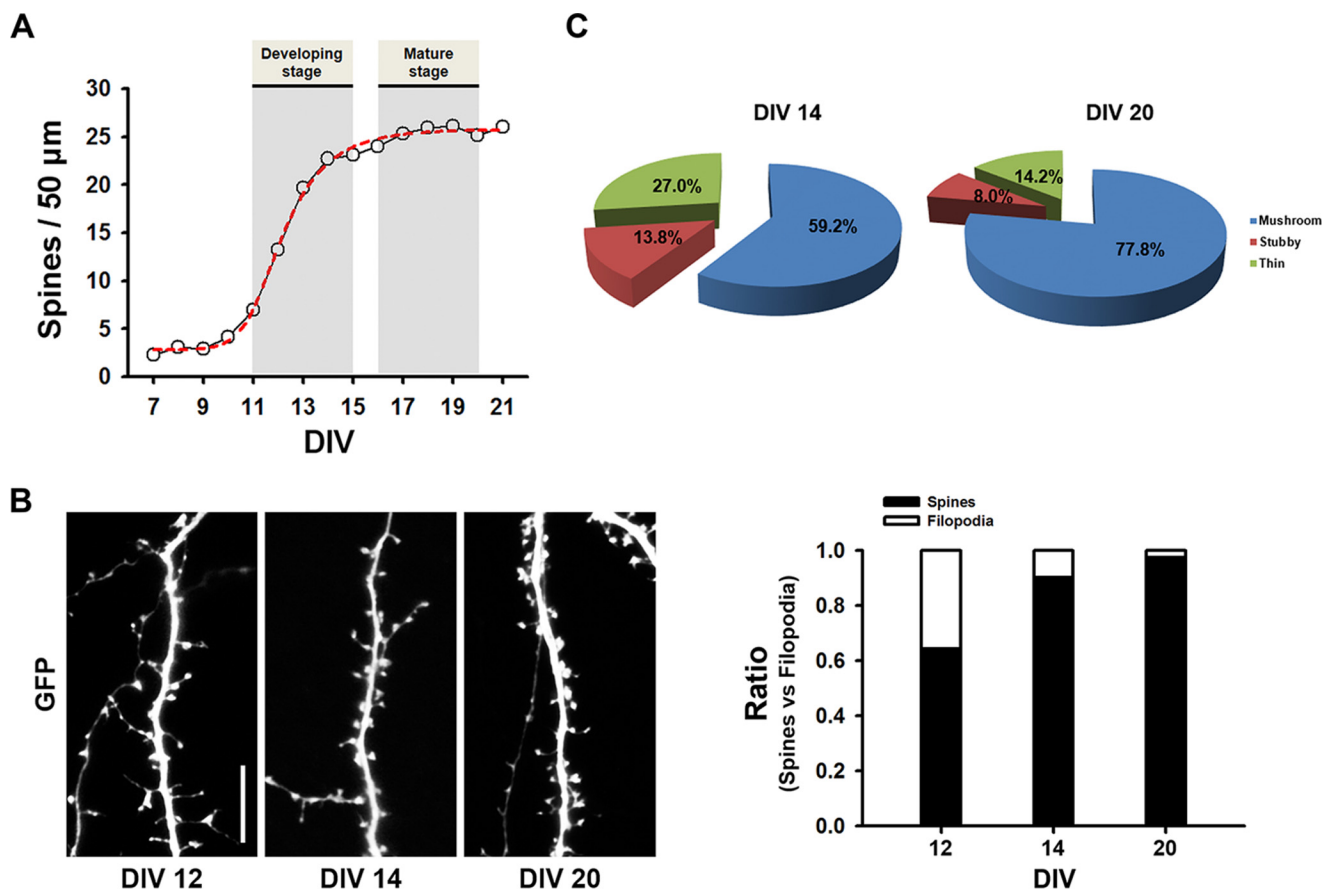 A
Developing
stage
Mature
stage
30
25
20
15
10
5
0
Spines / 50 μm
7 9 11 13 15 17 19 21
DIV
C
DIV 14
DIV 20
27.0%
13.8%
59.2%
14.2%
8.0%
77.8%
Mushroom
Stubby
Thin
B
GFP
DIV 12
DIV 14
DIV 20
Spines
Filopodia
1.0
0.8
0.6
0.4
0.2
0.0
Ratio
(Spines vs Filopodia)
12 14 20
DIV